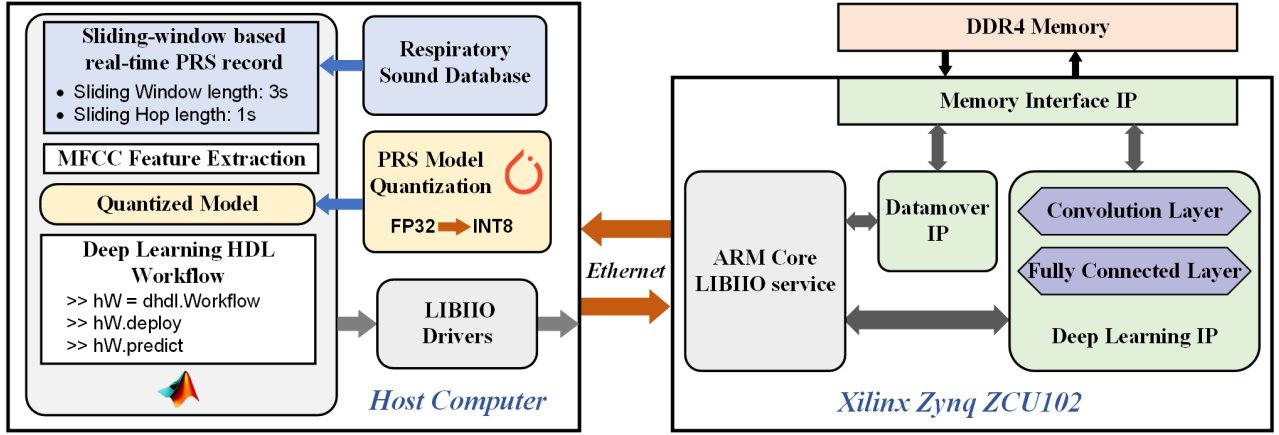 Sliding-window based
real-time PRS record
• Sliding Window length: 3s
• Sliding Hop length: 1s
MFCC Feature Extraction
Quantized Model
Deep Learning HDL
Workflow
>> hW = dhdl.Workflow
>> hW.deploy
>> hW.predict
Respiratory
Sound Database
PRS Model
Quantization
FP32
INT8
LIBIIO
Drivers
Host Computer
Ethernet
DDR4 Memory
Memory Interface IP
ARM Core
LIBIIO service
Datamover
IP
Convolution Layer
Fully Connected Layer
Deep Learning IP
Xilinx Zynq ZCU102